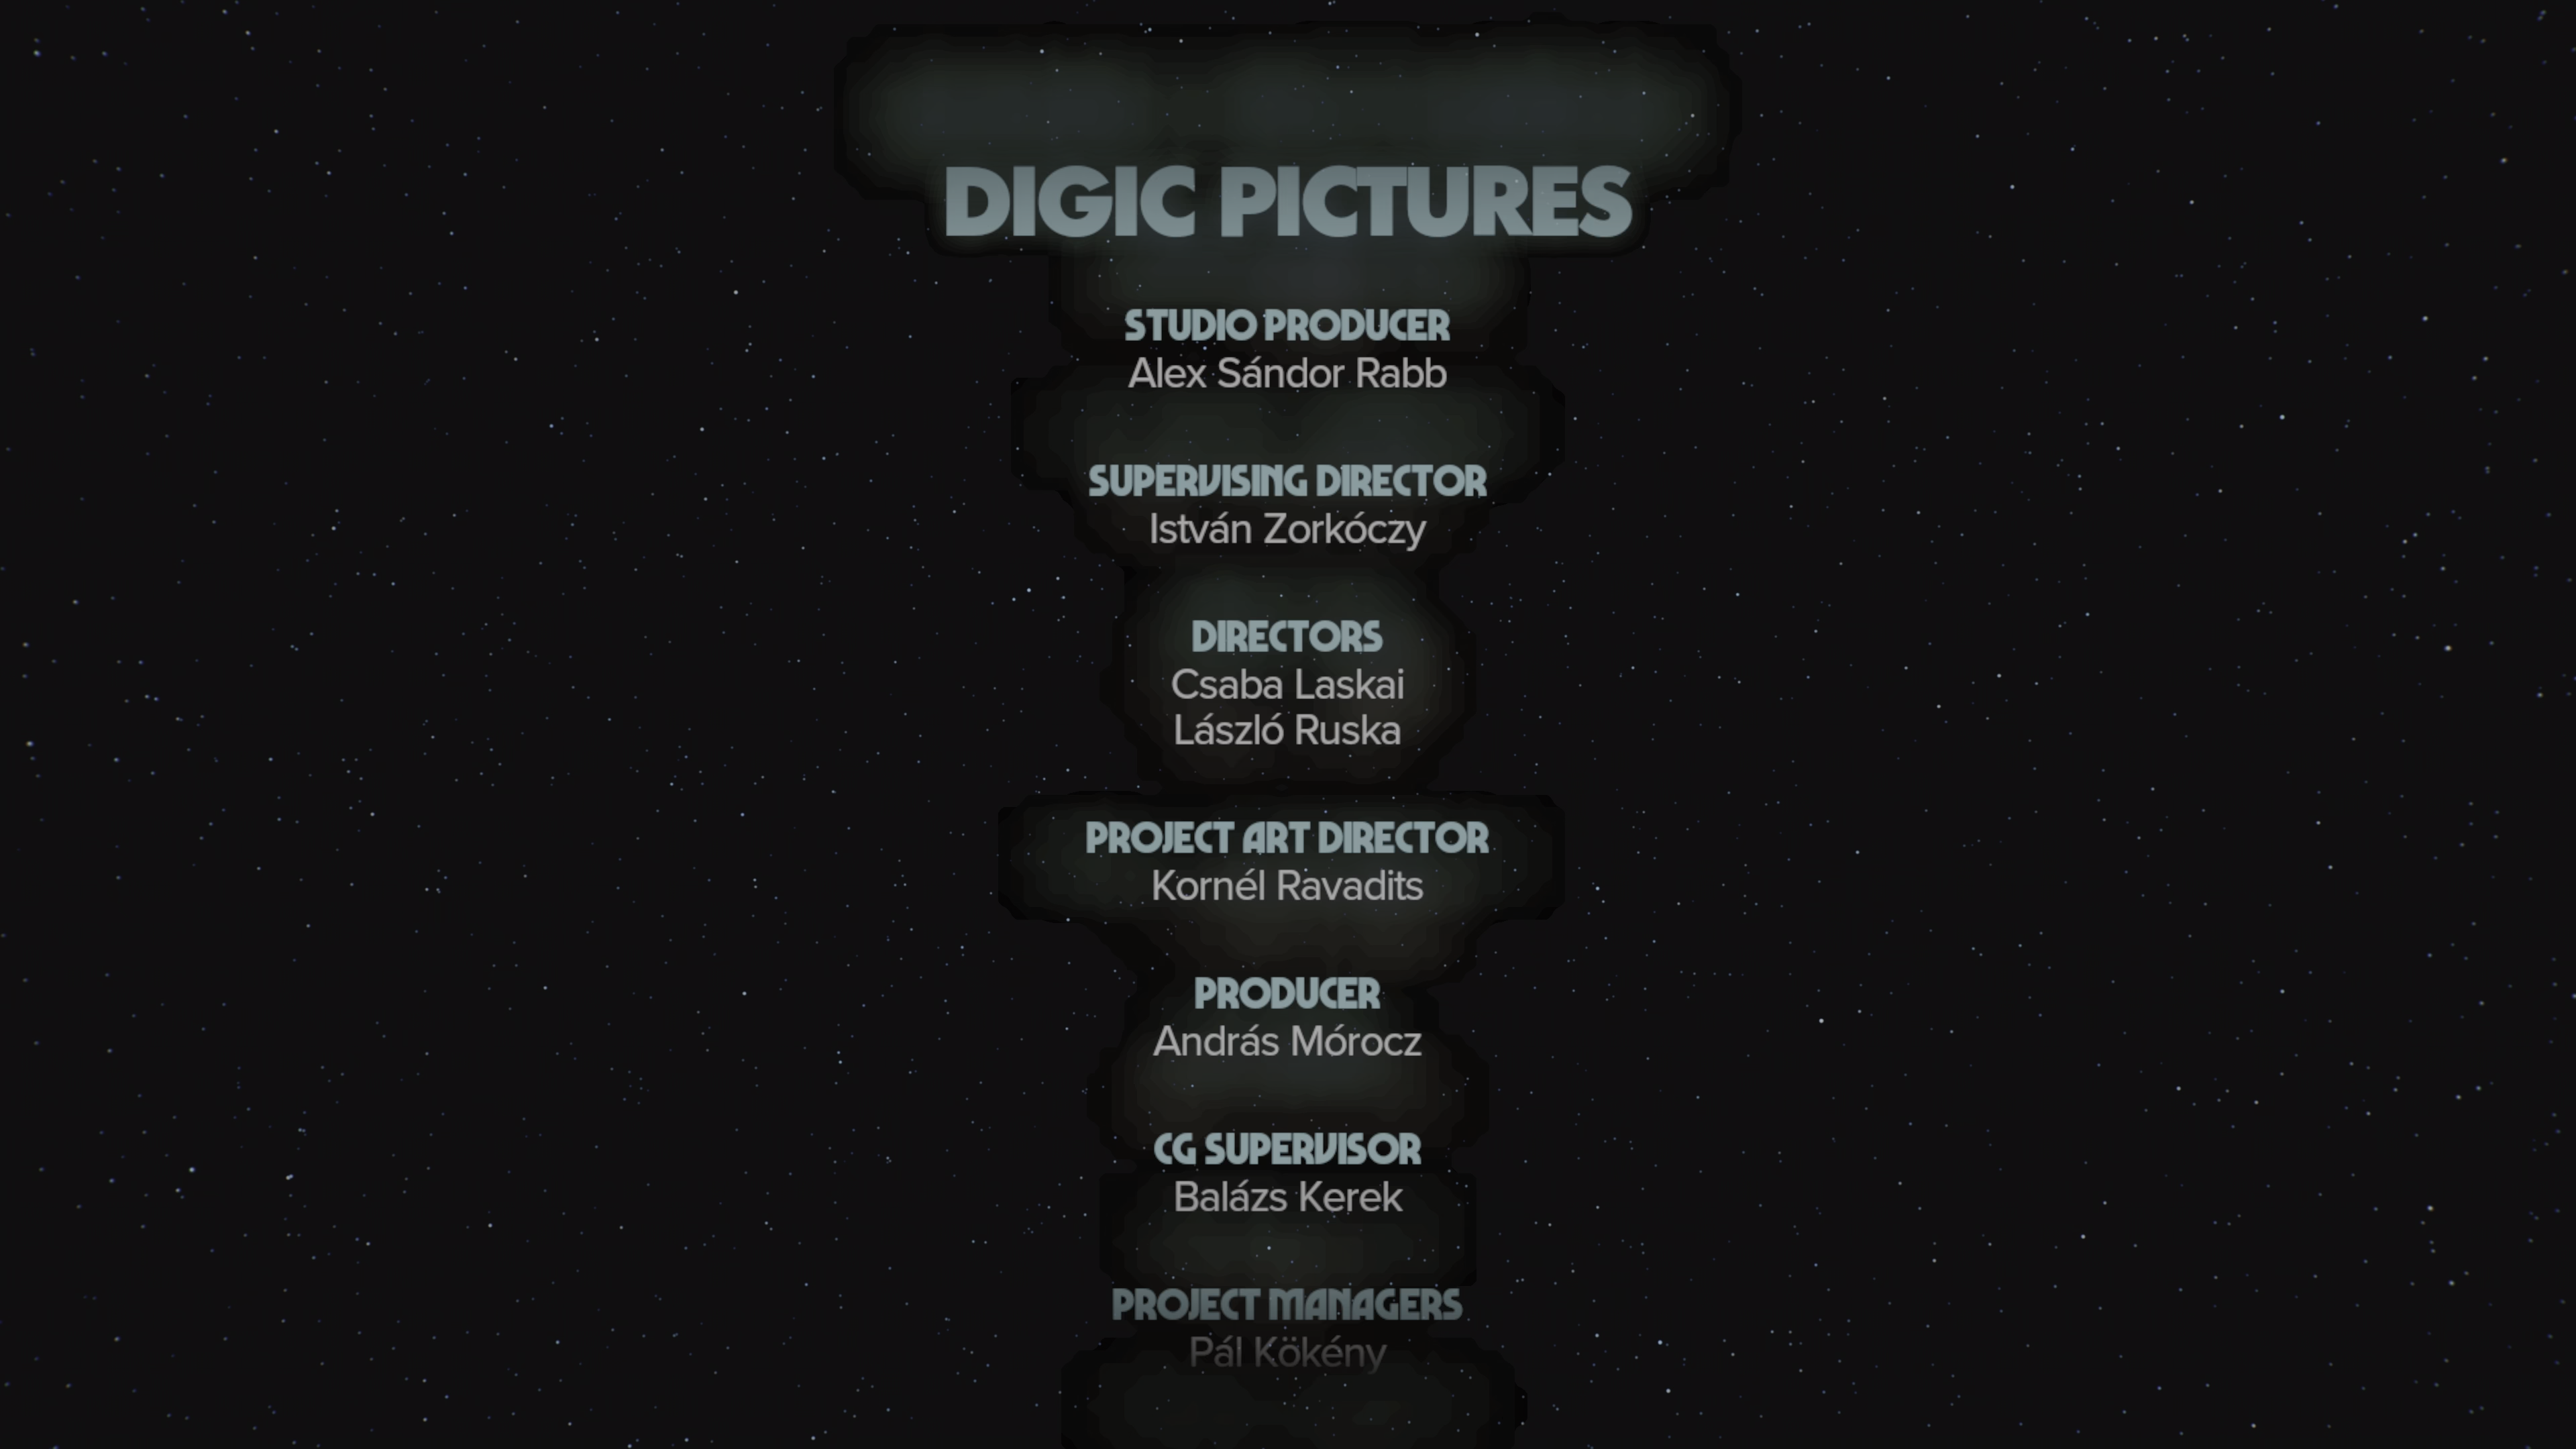 DIGIC PICTURES
STUDIO PRODUCER
Alex Sándor Rabb
SUPERVISING DIRECTOR
István Zorkóczy
DIRECTORS
Csaba Laskai
László Ruska
PROJECT ART DIRECTOR
Kornél Ravadits
PRODUCER
András Mórocz
CG SUPERVISOR
Balázs Kerek
PROJECT MANAGERS
Pál Kökény